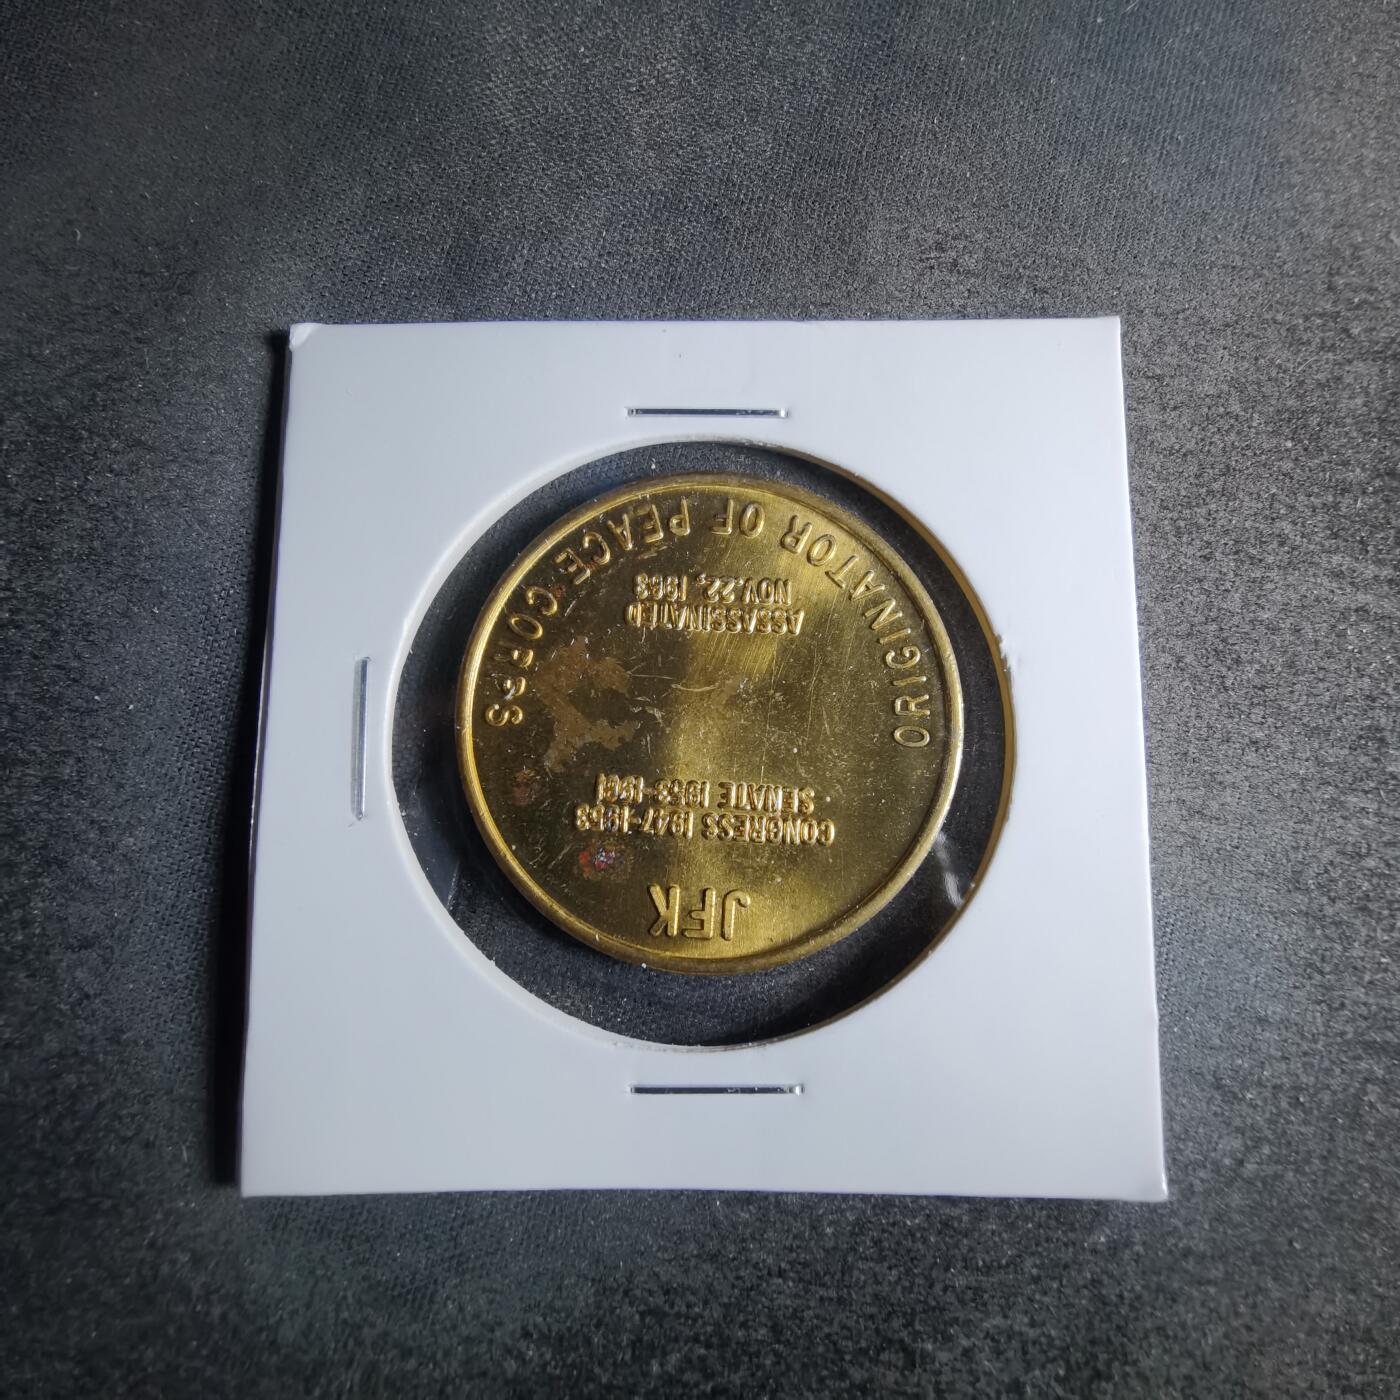 JFK
CONGRESS 1947-1953
SENATE 1953-1961
ASSASSINATED
NOV. 22, 1963
ORIGINATOR OF PEACE CORPS